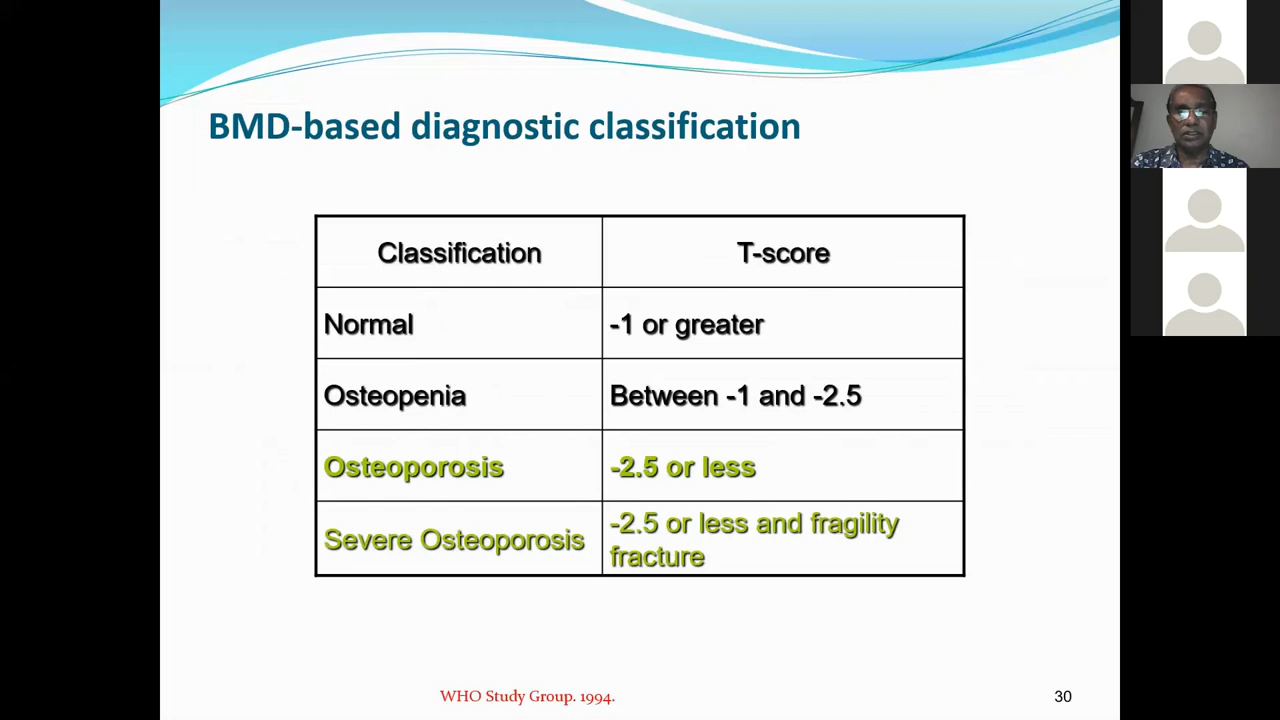 BMD-based diagnostic classification
Classification
T-score
Normal
-1 or greater
Osteopenia
Between -1 and -2.5
Osteoporosis
-2.5 or less
Severe Osteoporosis
-2.5 or less and fragility
fracture
WHO Study Group. 1994.
30